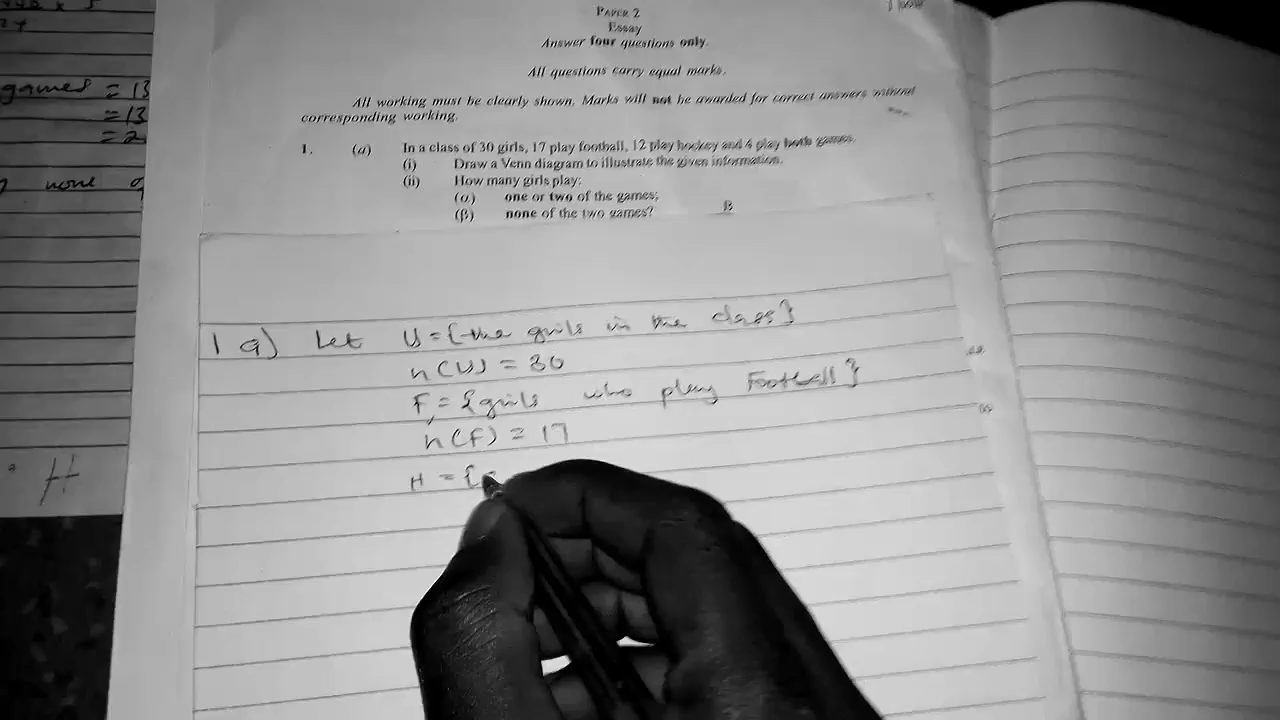 PAPER 2
Essay
Answer four questions only.
All questions carry equal marks.
All working must be clearly shown. Marks will not be awarded for correct answers without
corresponding working.
1. (a) In a class of 30 girls, 17 play football, 12 play hockey and 4 play both games.
(i) Draw a Venn diagram to illustrate the given information.
(ii) How many girls play:
(α) one or two of the games;
(β) none of the two games?
B
games = 13
=13
=2
none
H
1 a) Let U = {the girls in the class}
n(U) = 30
F = {girls who play Football}
n(F) = 17
H = {